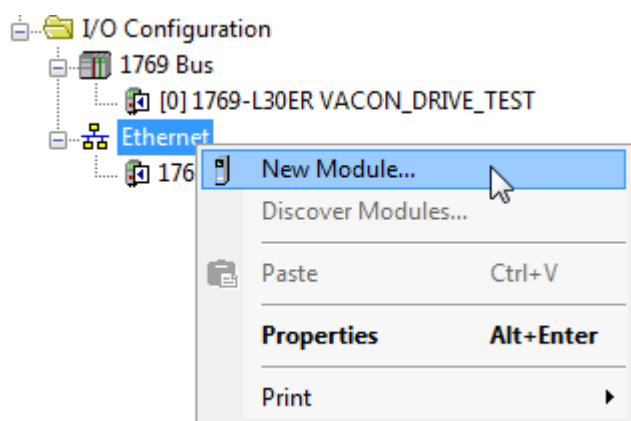 I/O Configuration
1769 Bus
[0] 1769-L30ER VACON_DRIVE_TEST
Ethernet
176
New Module...
Discover Modules...
Paste Ctrl+V
Properties Alt+Enter
Print